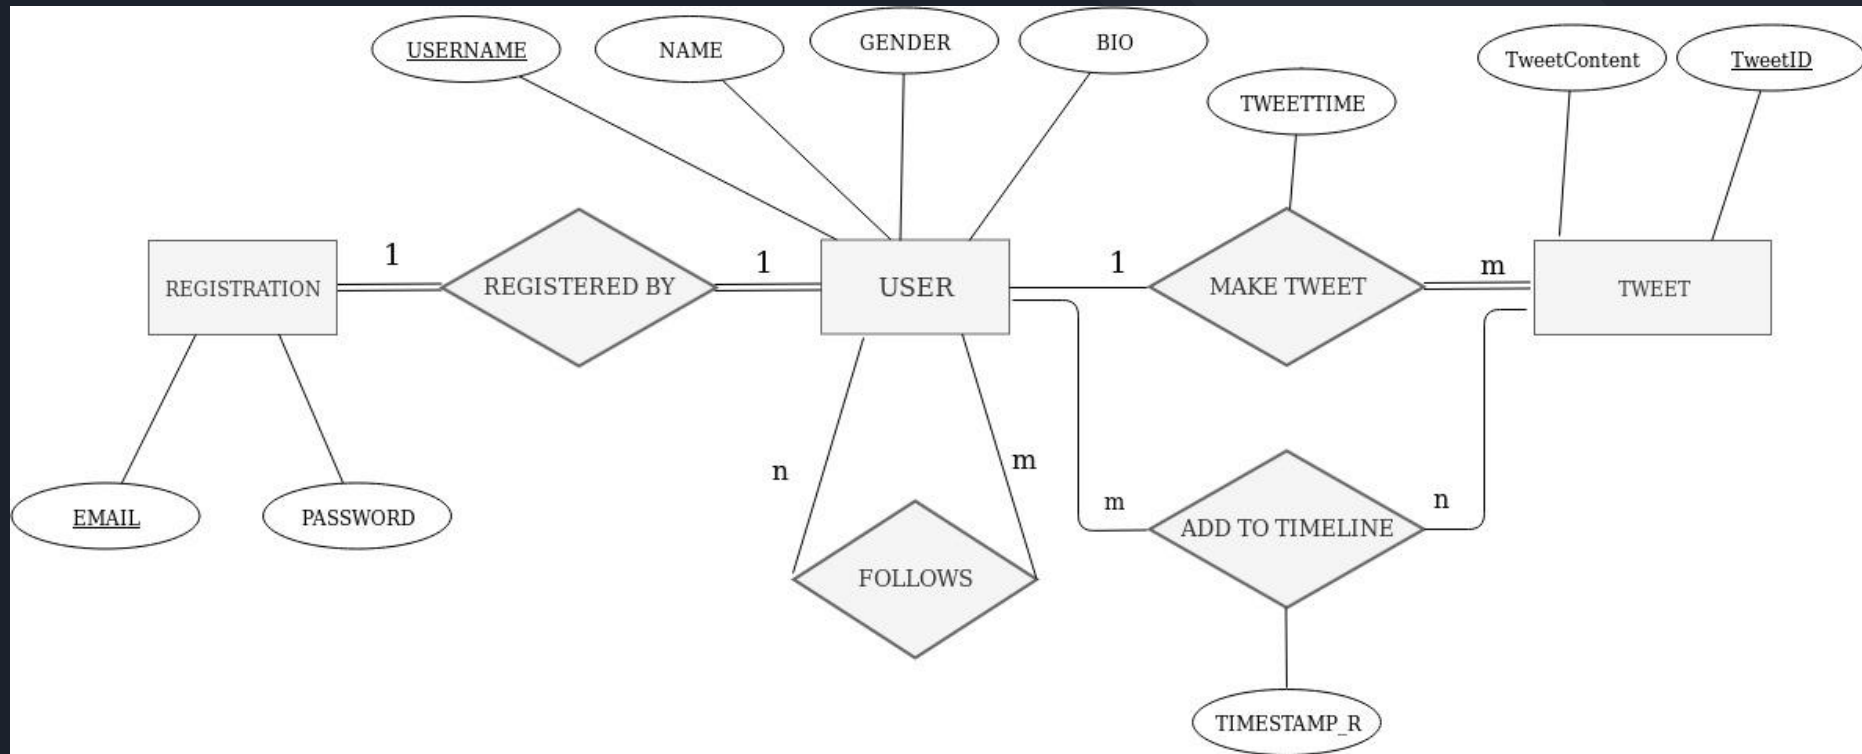 USERNAME
NAME
GENDER
BIO
TWEETTIME
TweetContent
TweetID
REGISTRATION
1
REGISTERED BY
1
USER
1
MAKE TWEET
m
TWEET
n
m
m
ADD TO TIMELINE
n
EMAIL
PASSWORD
FOLLOWS
TIMESTAMP_R